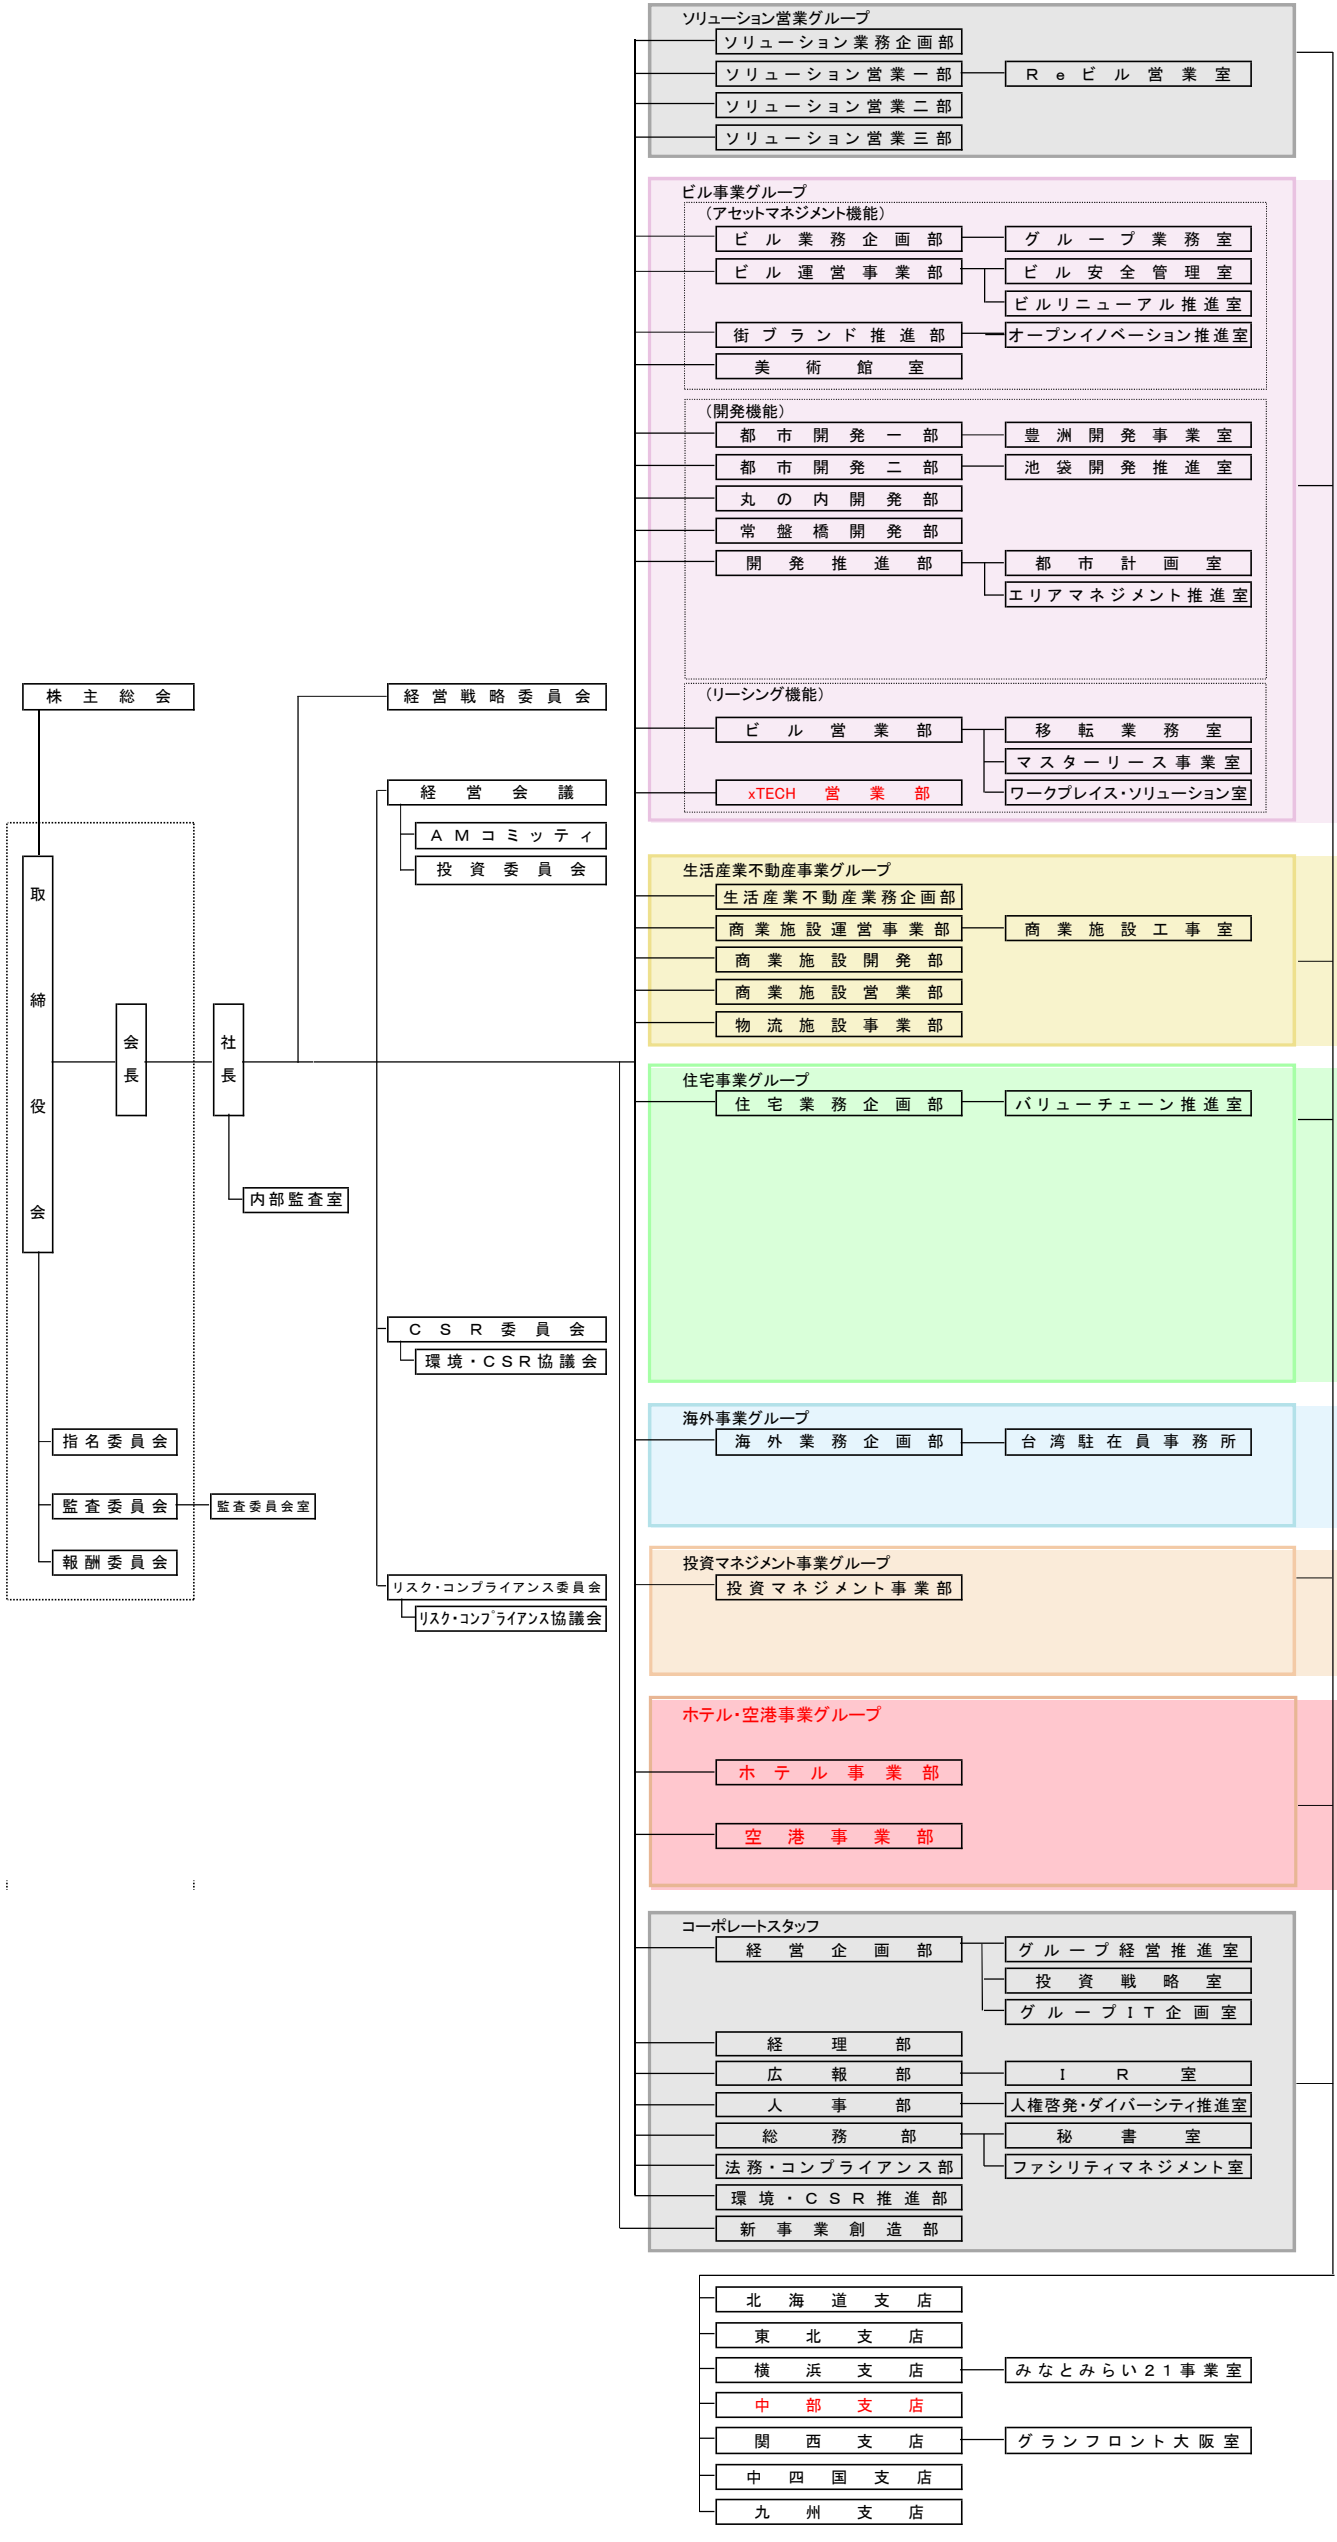 株主総会
取締役会
会長
社長
内部監査室
指名委員会
監査委員会
監査委員会室
報酬委員会
経営戦略委員会
経営会議
AMコミッティ
投資委員会
CSR委員会
環境・CSR協議会
リスク・コンプライアンス委員会
リスク・コンプライアンス協議会
ソリューション営業グループ
ソリューション業務企画部
ソリューション営業一部
Reビル営業室
ソリューション営業二部
ソリューション営業三部
ビル事業グループ
（アセットマネジメント機能）
ビル業務企画部
グループ業務室
ビル運営事業部
ビル安全管理室
ビルリニューアル推進室
街ブランド推進部
オープンイノベーション推進室
美術館室
（開発機能）
都市開発一部
豊洲開発事業室
都市開発二部
池袋開発推進室
丸の内開発部
常盤橋開発部
開発推進部
都市計画室
エリアマネジメント推進室
（リーシング機能）
ビル営業部
移転業務室
マスターリース事業室
xTECH 営業部
ワークプレイス・ソリューション室
生活産業不動産事業グループ
生活産業不動産業務企画部
商業施設運営事業部
商業施設工事室
商業施設開発部
商業施設営業部
物流施設事業部
住宅事業グループ
住宅業務企画部
バリューチェーン推進室
海外事業グループ
海外業務企画部
台湾駐在員事務所
投資マネジメント事業グループ
投資マネジメント事業部
ホテル・空港事業グループ
ホテル事業部
空港事業部
コーポレートスタッフ
経営企画部
グループ経営推進室
投資戦略室
グループIT企画室
経理部
広報部
IR室
人事部
人権啓発・ダイバーシティ推進室
総務部
秘書室
法務・コンプライアンス部
ファシリティマネジメント室
環境・CSR推進部
新事業創造部
北海道支店
東北支店
横浜支店
みなとみらい21事業室
中部支店
関西支店
グランフロント大阪室
中四国支店
九州支店